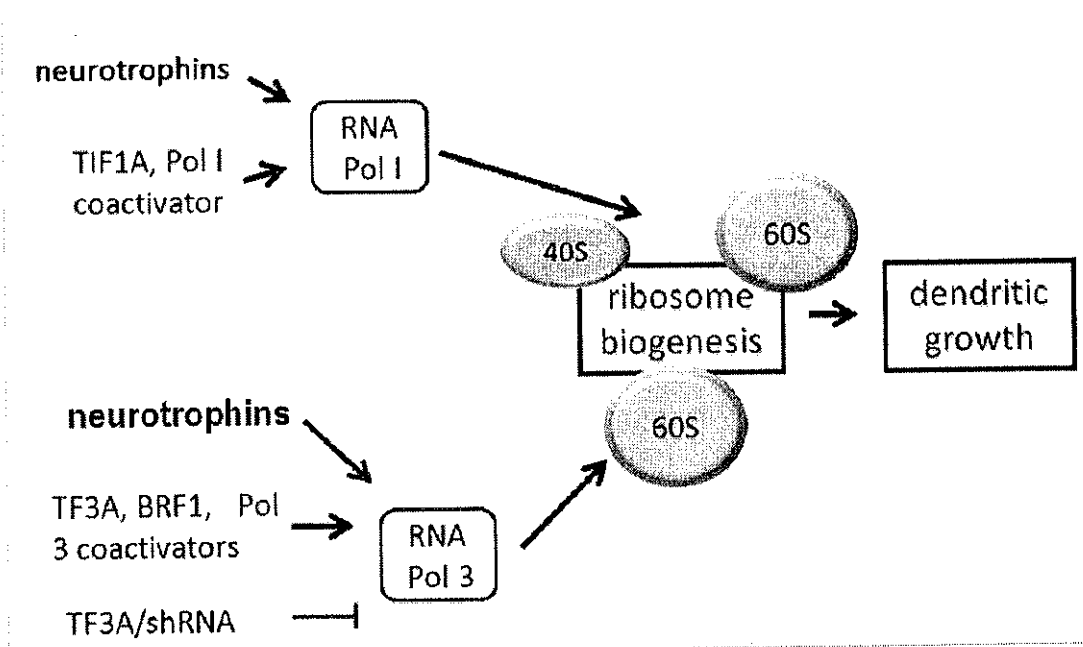 neurotrophins
TIF1A, Pol I
coactivator
RNA
Pol I
40S
60S
ribosome
biogenesis
60S
dendritic
growth
neurotrophins
TF3A, BRF1, Pol
3 coactivators
RNA
Pol 3
TF3A/shRNA